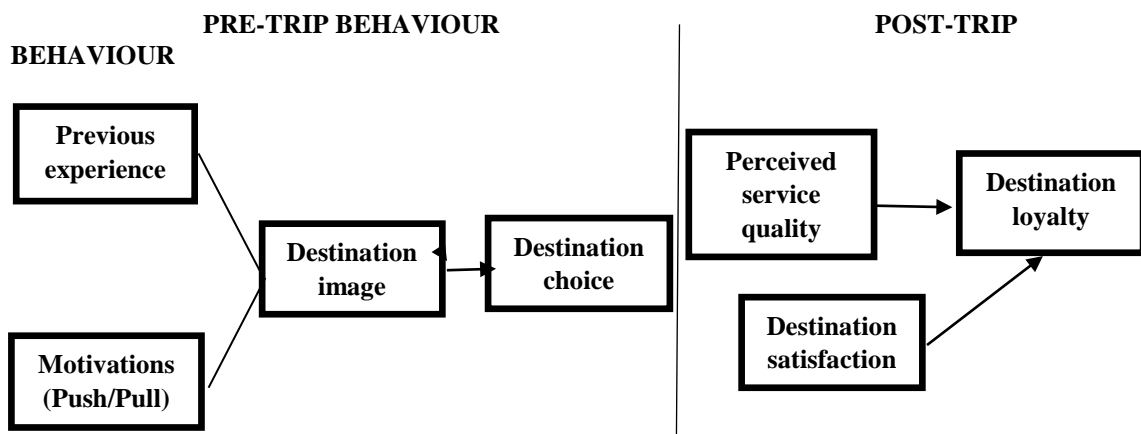 PRE-TRIP BEHAVIOUR
POST-TRIP
BEHAVIOUR
Previous
experience
Perceived
service
quality
Destination
loyalty
Destination
image
Destination
choice
Destination
satisfaction
Motivations
(Push/Pull)